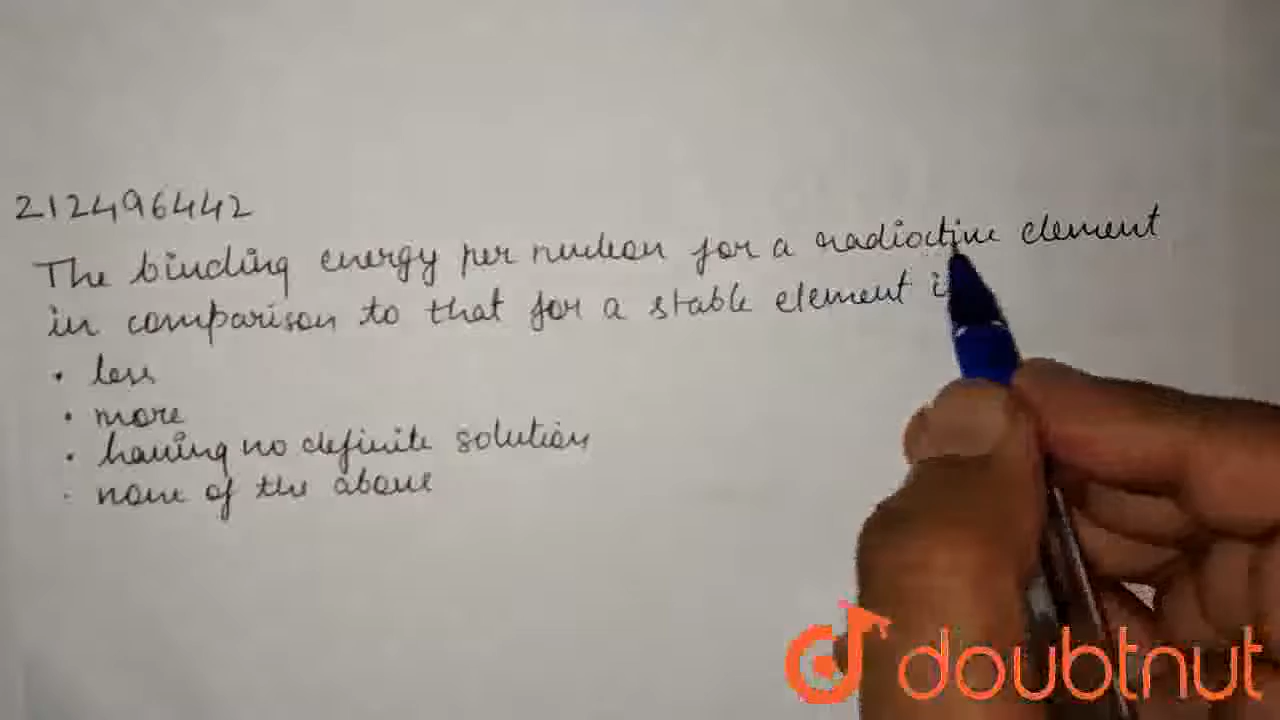 212496442
The binding energy per nucleon for a radioctive element
in comparison to that for a stable element i
• less
• more
• having no definite solution
• none of the above
doubtnut